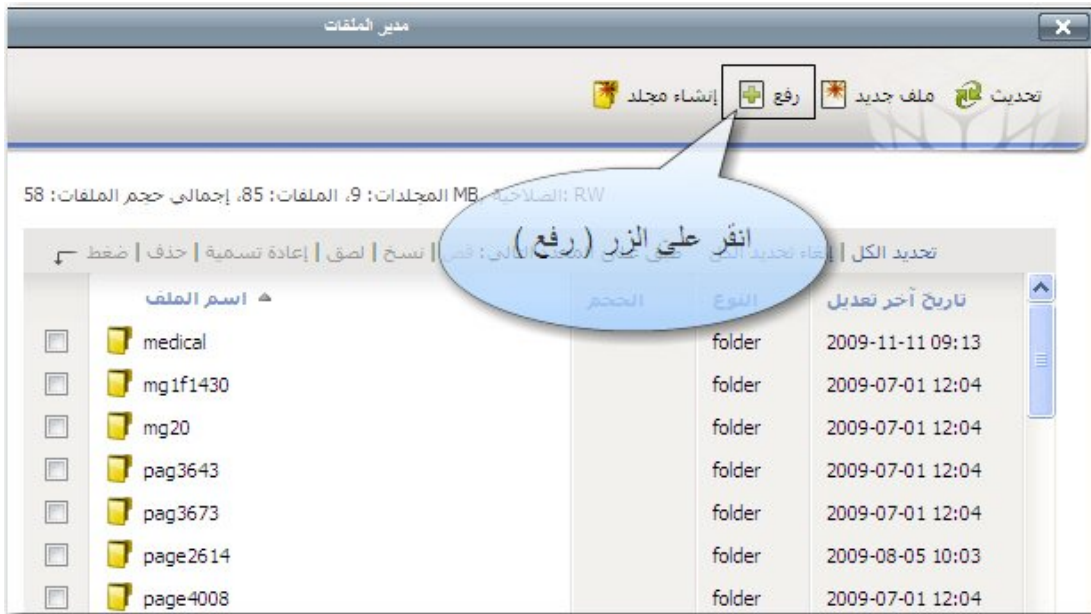 مدير الملفات
تحديث ملف جديد رفع إنشاء مجلد
المجلدات: 9، الملفات: 85، إجمالي حجم الملفات: 58 MB, الصلاحية: RW
انقر على الزر ( رفع )
تحديد الكل | إلغاء تحديد الكل طبق على المحدد التالي: قص | نسخ | لصق | إعادة تسمية | حذف | ضغط
اسم الملف الحجم النوع تاريخ آخر تعديل
medical folder 2009-11-11 09:13
mg1f1430 folder 2009-07-01 12:04
mg20 folder 2009-07-01 12:04
pag3643 folder 2009-07-01 12:04
pag3673 folder 2009-07-01 12:04
page2614 folder 2009-08-05 10:03
page4008 folder 2009-07-01 12:04